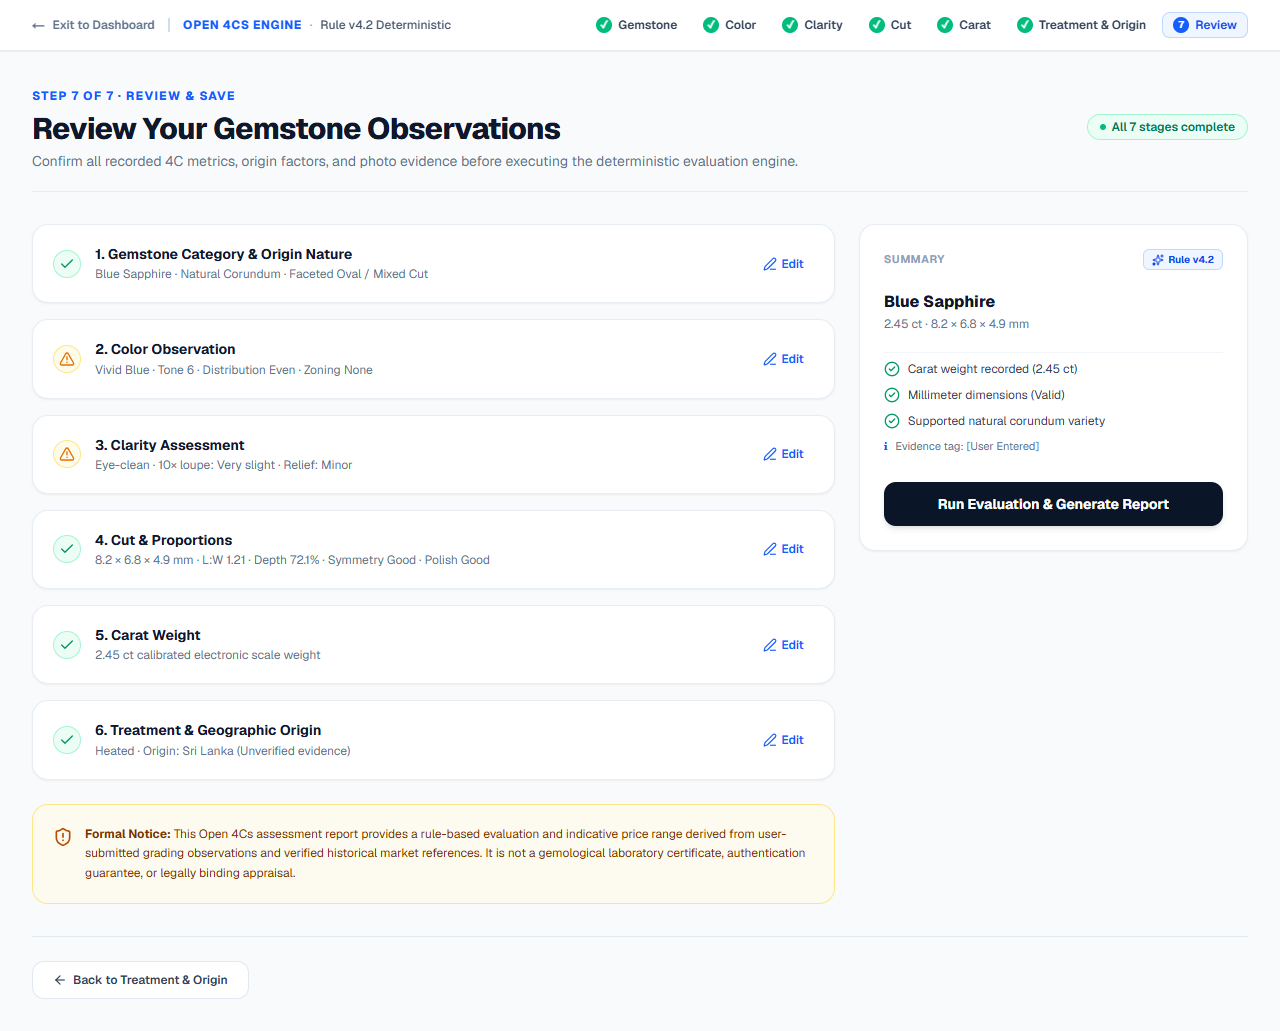 ← Exit to Dashboard
OPEN 4CS ENGINE · Rule v4.2 Deterministic
Gemstone
Color
Clarity
Cut
Carat
Treatment & Origin
7 Review
STEP 7 OF 7 · REVIEW & SAVE
Review Your Gemstone Observations
All 7 stages complete
Confirm all recorded 4C metrics, origin factors, and photo evidence before executing the deterministic evaluation engine.
1. Gemstone Category & Origin Nature
Blue Sapphire · Natural Corundum · Faceted Oval / Mixed Cut
Edit
2. Color Observation
Vivid Blue · Tone 6 · Distribution Even · Zoning None
Edit
3. Clarity Assessment
Eye-clean · 10× loupe: Very slight · Relief: Minor
Edit
4. Cut & Proportions
8.2 × 6.8 × 4.9 mm · L:W 1.21 · Depth 72.1% · Symmetry Good · Polish Good
Edit
5. Carat Weight
2.45 ct calibrated electronic scale weight
Edit
6. Treatment & Geographic Origin
Heated · Origin: Sri Lanka (Unverified evidence)
Edit
Formal Notice: This Open 4Cs assessment report provides a rule-based evaluation and indicative price range derived from user-
submitted grading observations and verified historical market references. It is not a gemological laboratory certificate, authentication
guarantee, or legally binding appraisal.
SUMMARY
Rule v4.2
Blue Sapphire
2.45 ct · 8.2 × 6.8 × 4.9 mm
Carat weight recorded (2.45 ct)
Millimeter dimensions (Valid)
Supported natural corundum variety
ℹ Evidence tag: [User Entered]
Run Evaluation & Generate Report
← Back to Treatment & Origin